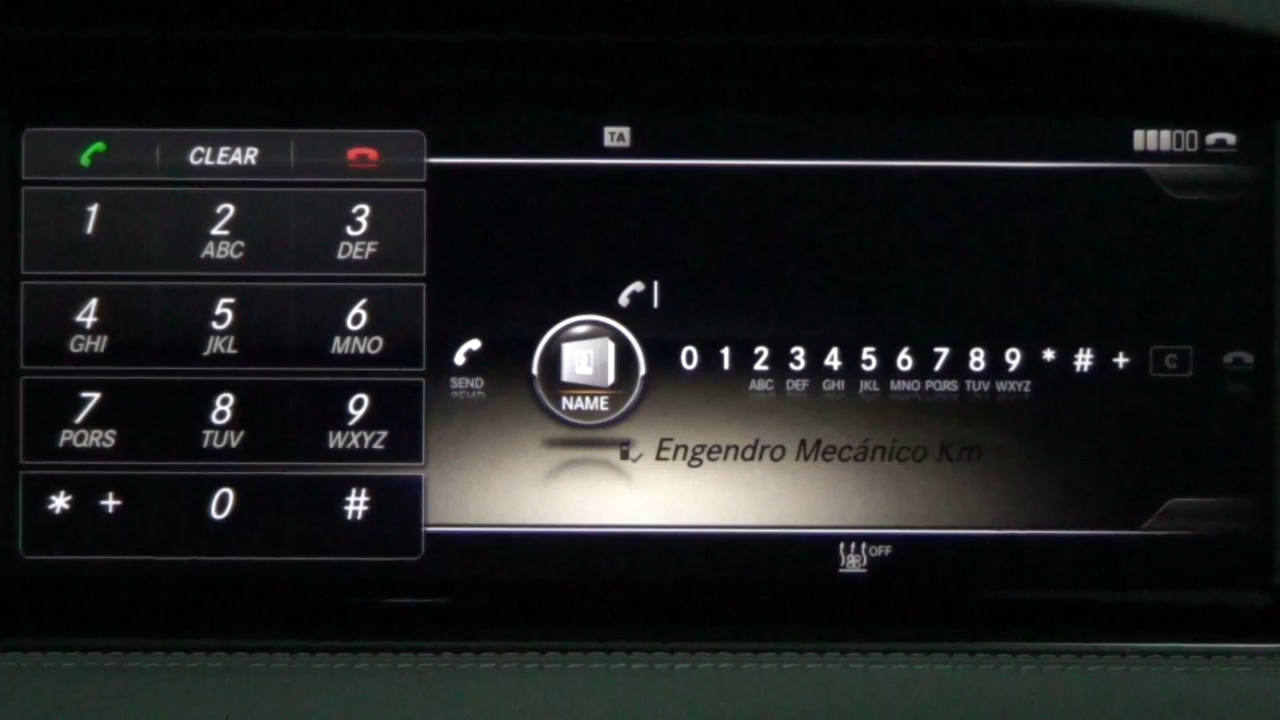 TA
CLEAR
1 2 3
ABC DEF
4 5 6
GHI JKL MNO
7 8 9
PQRS TUV WXYZ
* + 0 #
SEND
NAME
0 1 2 3 4 5 6 7 8 9 * # + C
ABC DEF GHI JKL MNO PQRS TUV WXYZ
Engendro Mecánico Km
OFF